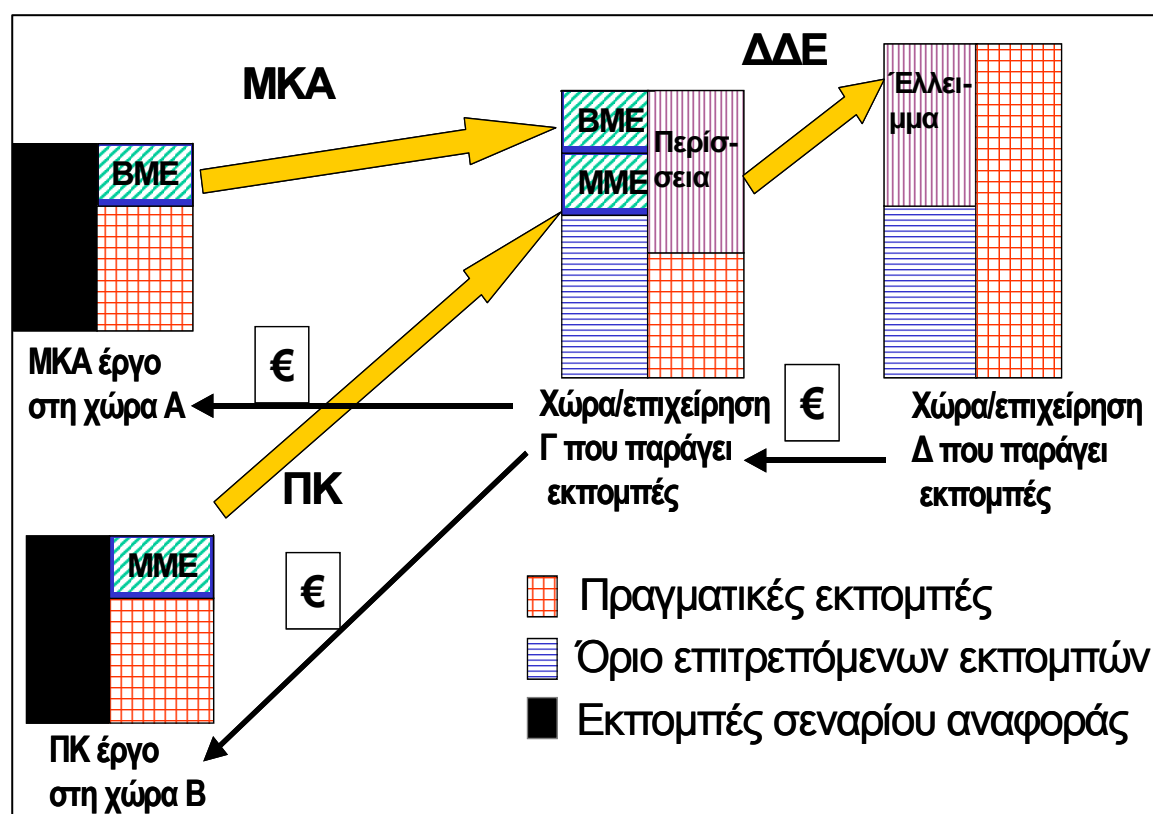 ΜΚΑ
ΔΔΕ
ΒΜΕ
ΒΜΕ
ΜΜΕ
Περίσ-
σεια
Έλλει-
μμα
ΜΚΑ έργο
στη χώρα Α
€
Χώρα/επιχείρηση
Γ που παράγει
εκπομπές
€
Χώρα/επιχείρηση
Δ που παράγει
εκπομπές
ΠΚ
ΜΜΕ
€
ΠΚ έργο
στη χώρα Β
Πραγματικές εκπομπές
Όριο επιτρεπόμενων εκπομπών
Εκπομπές σεναρίου αναφοράς